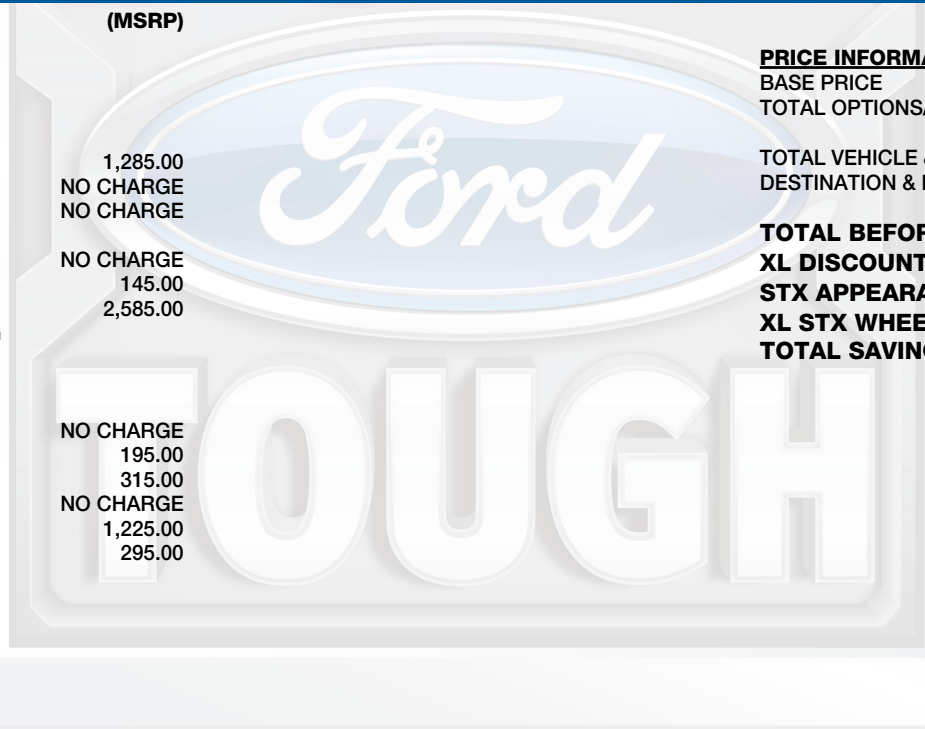 (MSRP)
1,285.00
NO CHARGE
NO CHARGE
NO CHARGE
145.00
2,585.00
NO CHARGE
195.00
315.00
NO CHARGE
1,225.00
295.00
Ford
TOUGH
PRICE INFORMA
BASE PRICE
TOTAL OPTIONS
TOTAL VEHICLE &
DESTINATION &
TOTAL BEFOR
XL DISCOUNT
STX APPEARA
XL STX WHEE
TOTAL SAVING